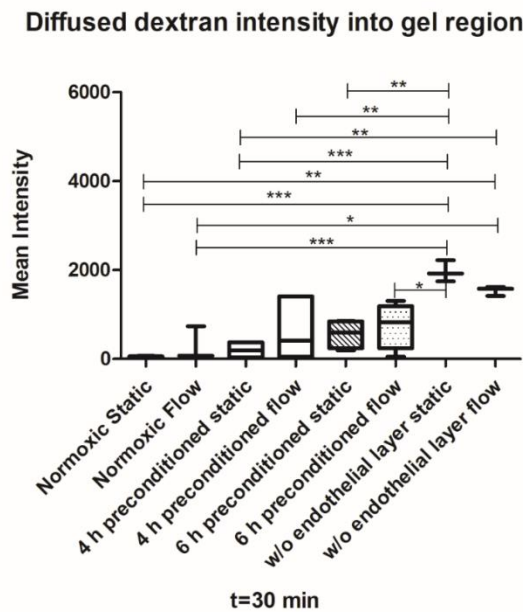 Diffused dextran intensity into gel region
6000
4000
2000
0
Mean Intensity
**
**
**
***
**
***
*
***
*
Normoxic Static
Normoxic Flow
4 h preconditioned static
4 h preconditioned flow
6 h preconditioned static
6 h preconditioned flow
w/o endothelial layer static
w/o endothelial layer flow
t=30 min